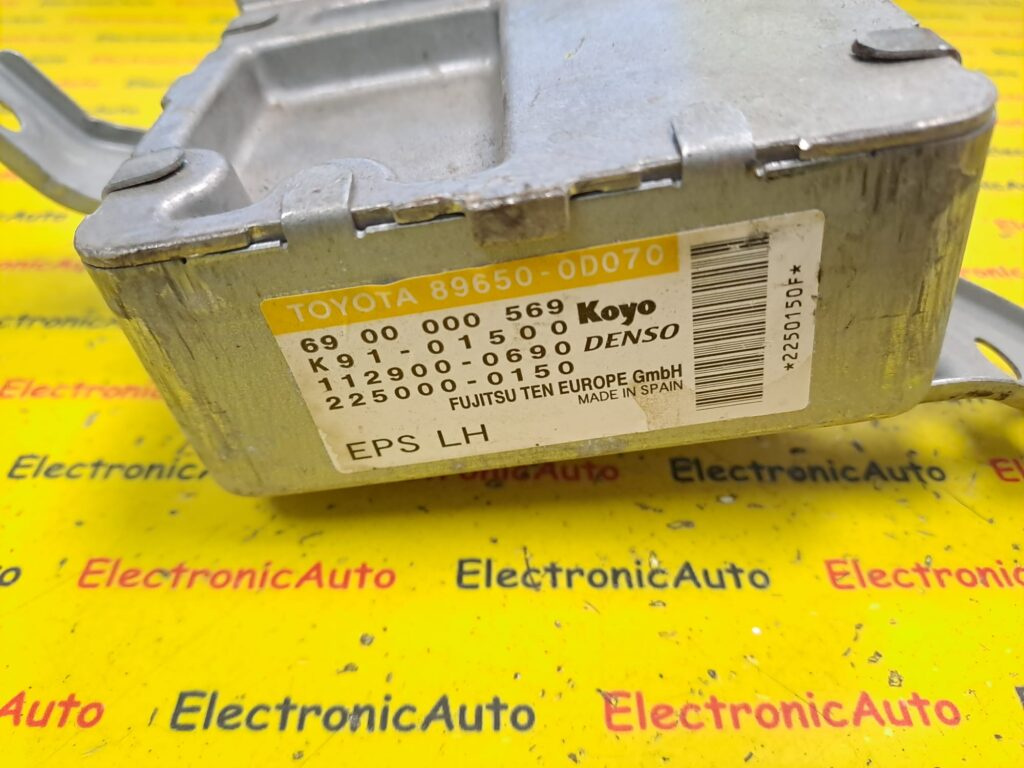 TOYOTA 89650-0D070
69 00 000 569 Koyo
K91-01500
112900-0690 DENSO
225000-0150
FUJITSU TEN EUROPE GmbH
MADE IN SPAIN
EPS LH
*2250150F*
ElectronicAuto ElectronicAuto
ElectronicAuto ElectronicAuto
ElectronicAuto ElectronicAuto ElectronicAuto
ElectronicAuto ElectronicAuto ElectronicAuto